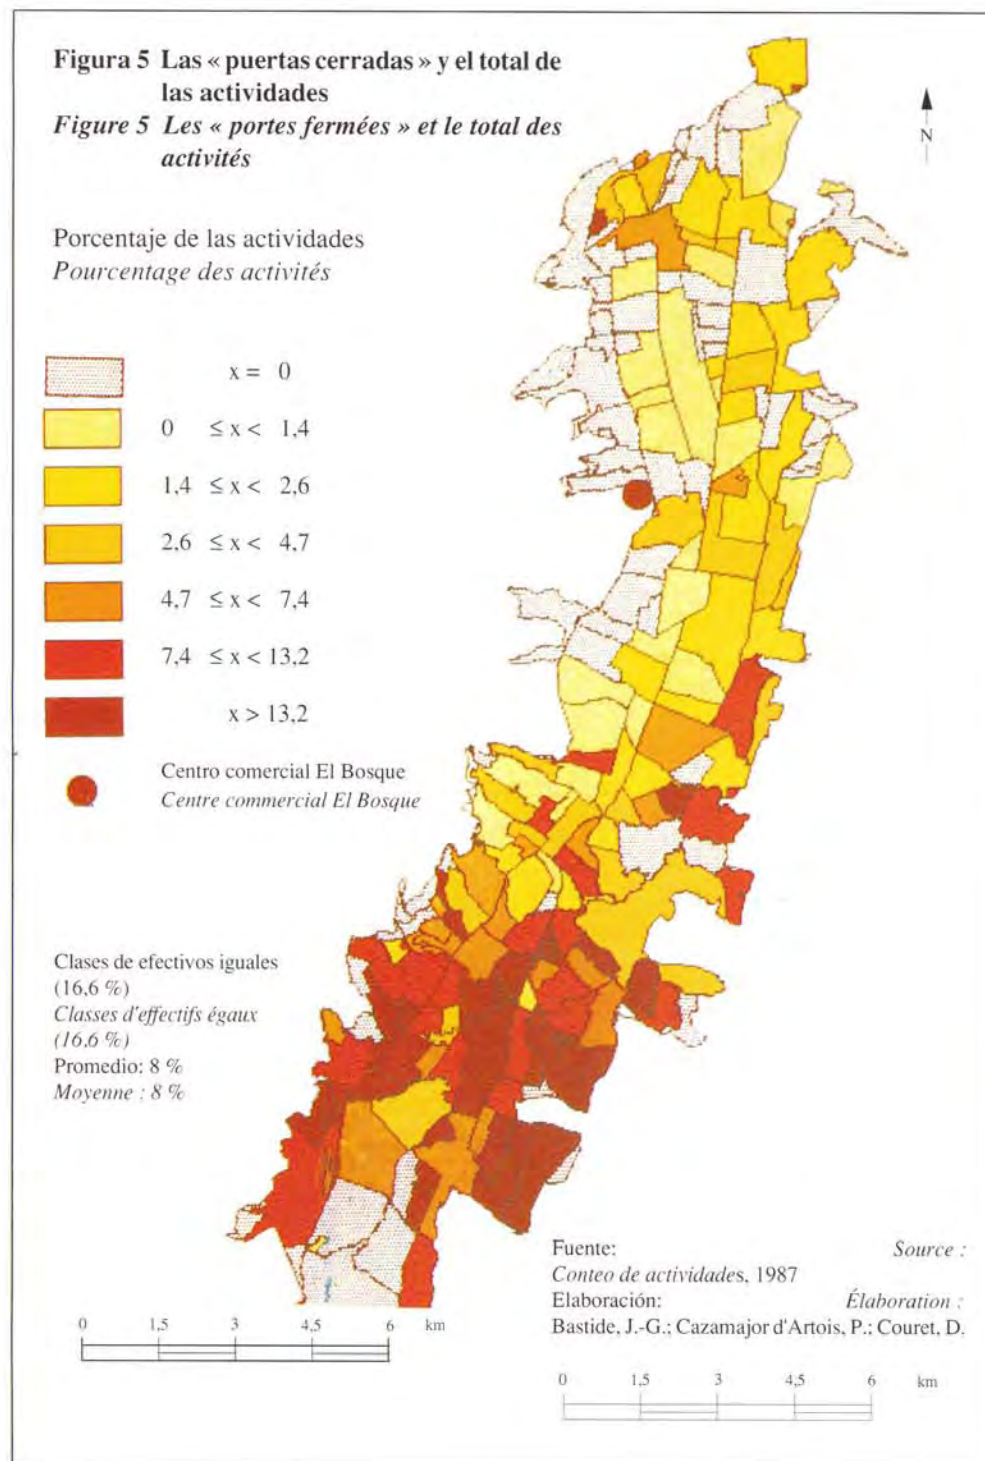 Figura 5 Las « puertas cerradas » y el total de
las actividades
Figure 5 Les « portes fermées » et le total des
activités
N
Porcentaje de las actividades
Pourcentage des activités
x = 0
0 ≤ x < 1,4
1,4 ≤ x < 2,6
2,6 ≤ x < 4,7
4,7 ≤ x < 7,4
7,4 ≤ x < 13,2
x > 13,2
Centro comercial El Bosque
Centre commercial El Bosque
Clases de efectivos iguales
(16,6 %)
Classes d'effectifs égaux
(16,6 %)
Promedio: 8 %
Moyenne : 8 %
Fuente: Source :
Conteo de actividades, 1987
Elaboración: Élaboration :
Bastide, J.-G.; Cazamajor d'Artois, P.; Couret, D.
0 1,5 3 4,5 6 km
0 1,5 3 4,5 6 km